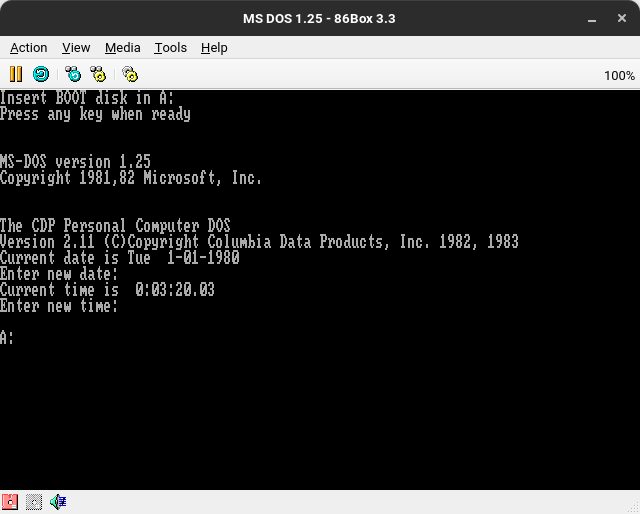 MS DOS 1.25 - 86Box 3.3
Action View Media Tools Help
100%
Insert BOOT disk in A:
Press any key when ready
MS-DOS version 1.25
Copyright 1981,82 Microsoft, Inc.
The CDP Personal Computer DOS
Version 2.11 (C)Copyright Columbia Data Products, Inc. 1982, 1983
Current date is Tue  1-01-1980
Enter new date:
Current time is  0:03:20.03
Enter new time:
A: